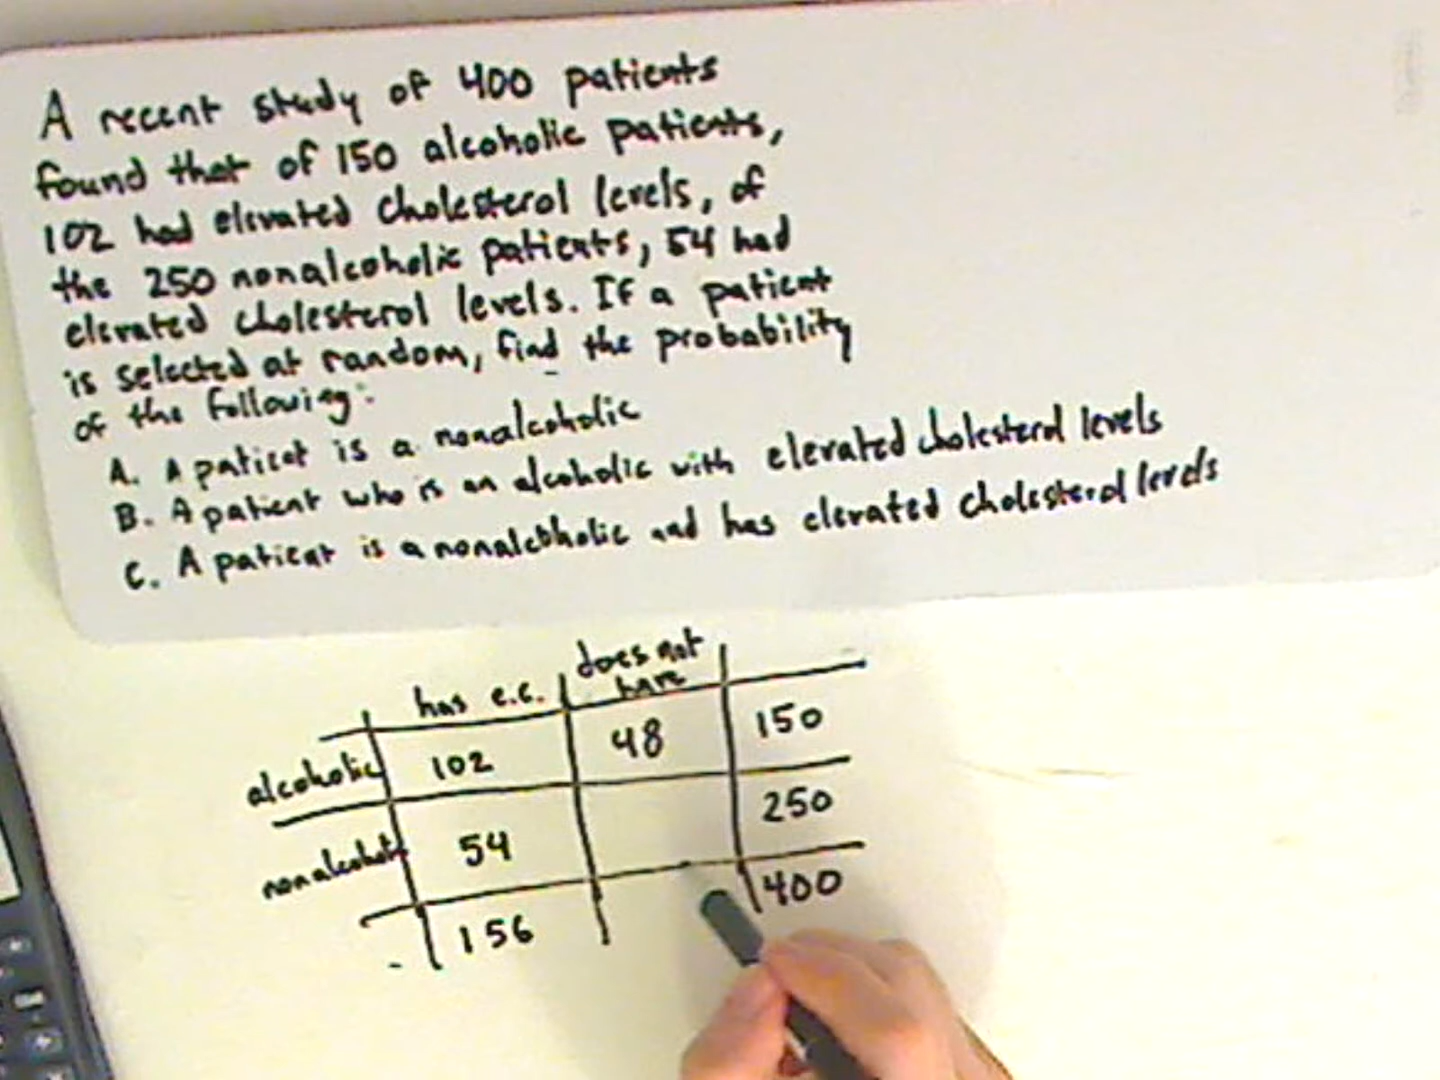 A recent study of 400 patients
found that of 150 alcoholic patients,
102 had elevated cholesterol levels, of
the 250 nonalcoholic patients, 54 had
elevated cholesterol levels. If a patient
is selected at random, find the probability
of the following:
A. A patient is a nonalcoholic
B. A patient who is an alcoholic with elevated cholesterol levels
C. A patient is a nonalcoholic and has elevated cholesterol levels
has e.c. does not have
alcoholic 102 48 150
nonalcoholic 54 250
156 400